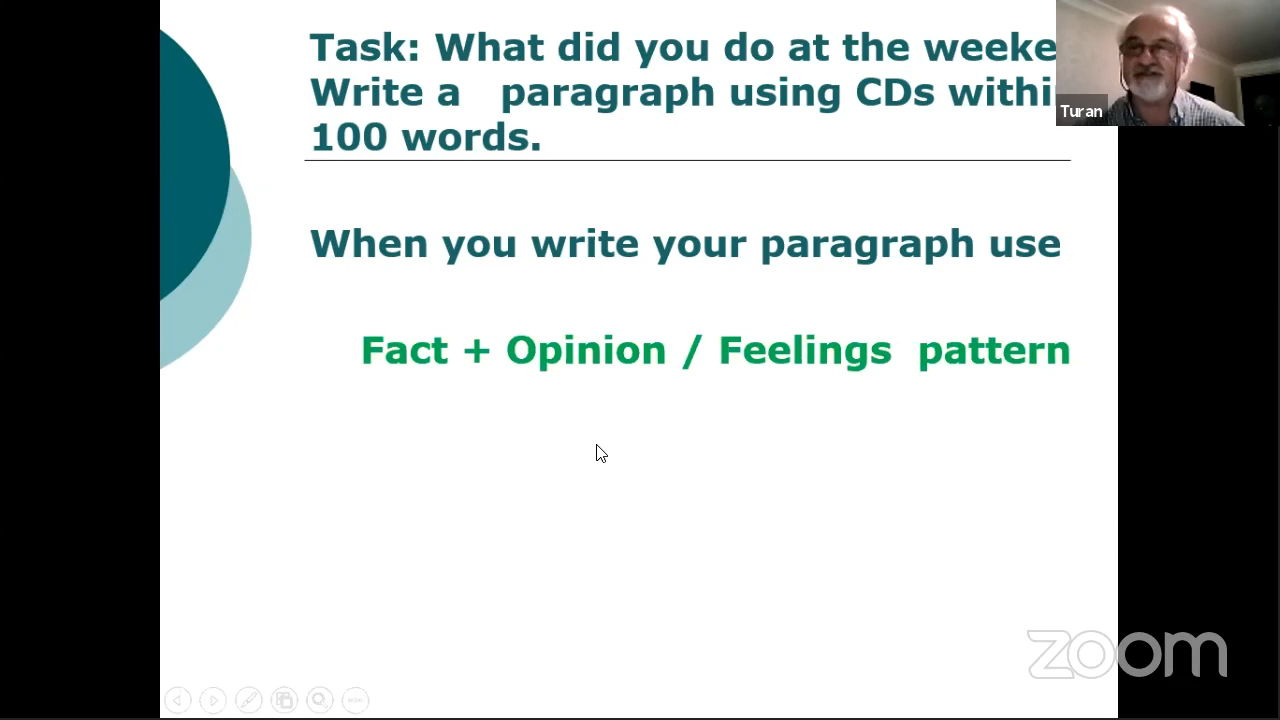 Task: What did you do at the weeke
Write a paragraph using CDs withi
100 words.
Turan
When you write your paragraph use
Fact + Opinion / Feelings pattern
zoom